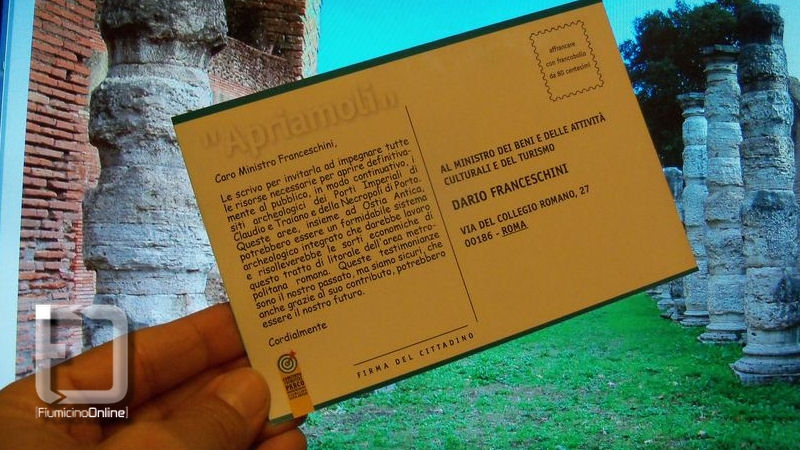 "Apriamoli"
Caro Ministro Franceschini,
Le scrivo per invitarla ad impegnare tutte
le risorse necessarie per aprire definitiva-
mente al pubblico, in modo continuativo, i
siti archeologici dei Porti Imperiali di
Claudio e Traiano e della Necropoli di Porto.
Queste aree, insieme ad Ostia Antica,
potrebbero essere un formidabile sistema
archeologico integrato che darebbe lavoro
e risolleverebbe le sorti economiche di
questo tratto di litorale dell'area metro-
politana romana. Queste testimonianze
sono il nostro passato, ma siamo sicuri, che
anche grazie al suo contributo, potrebbero
essere il nostro futuro.
Cordialmente
FIRMA DEL CITTADINO
affrancare
con francobollo
da 80 centesimi
AL MINISTRO DEI BENI E DELLE ATTIVITÀ
CULTURALI E DEL TURISMO
DARIO FRANCESCHINI
VIA DEL COLLEGIO ROMANO, 27
00186 - ROMA
[FiumicinoOnline]